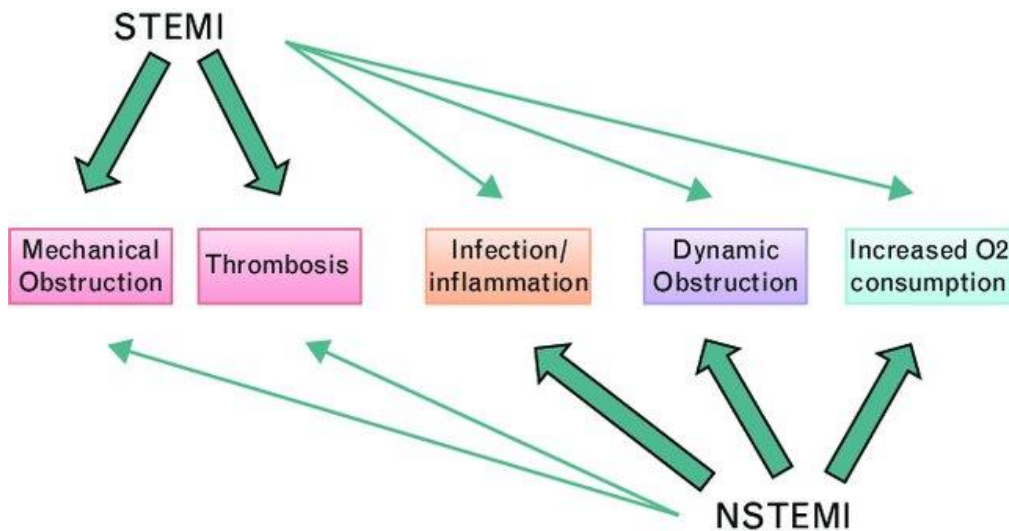 STEMI
Mechanical
Obstruction
Thrombosis
Infection/
inflammation
Dynamic
Obstruction
Increased O2
consumption
NSTEMI